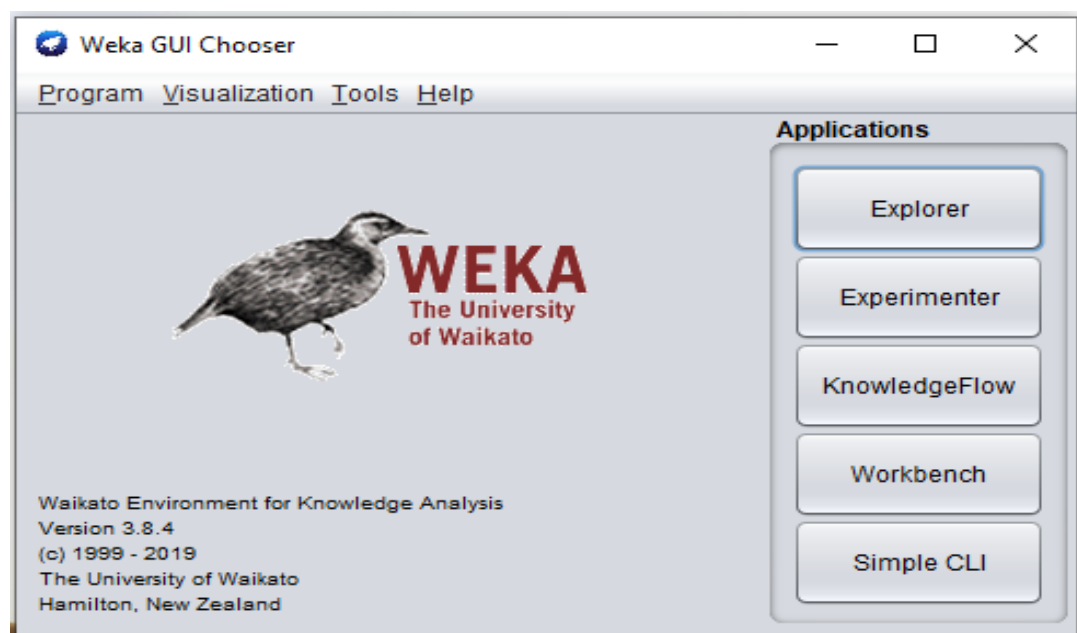 Weka GUI Chooser
Program Visualization Tools Help
Applications
Explorer
Experimenter
KnowledgeFlow
Workbench
Simple CLI
WEKA
The University
of Waikato
Waikato Environment for Knowledge Analysis
Version 3.8.4
(c) 1999 - 2019
The University of Waikato
Hamilton, New Zealand